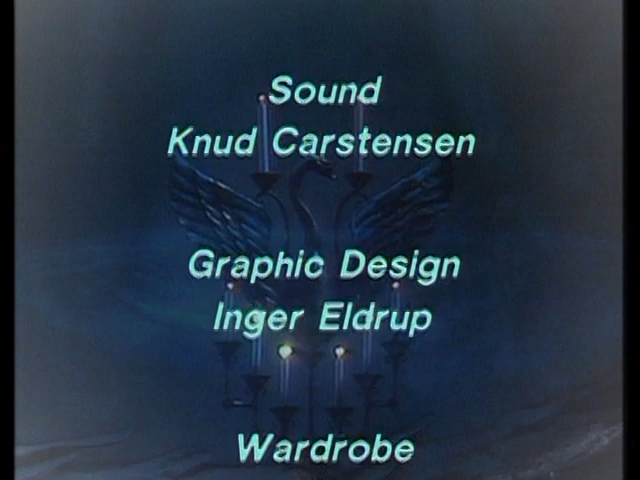 Sound
Knud Carstensen
Graphic Design
Inger Eldrup
Wardrobe